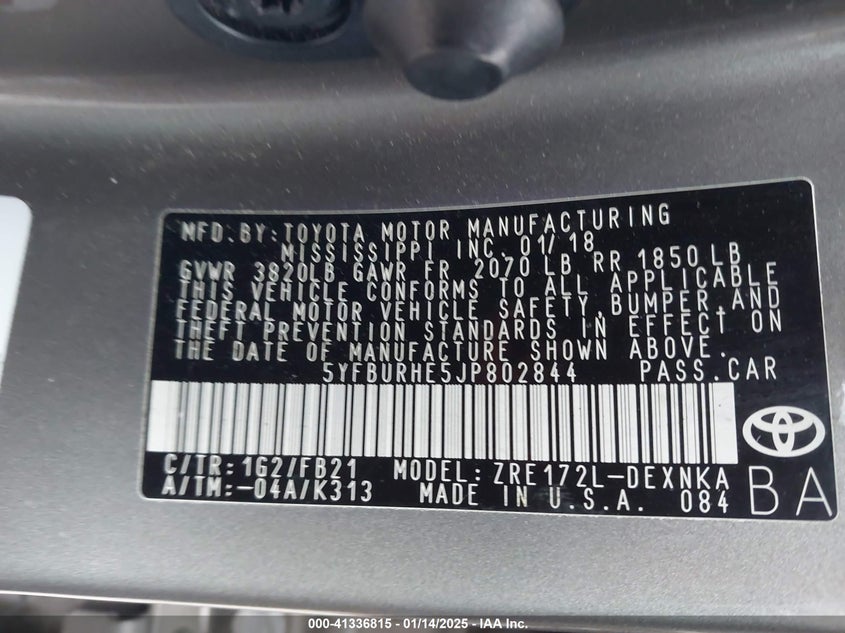 MFD.BY:TOYOTA MOTOR MANUFACTURING
MISSISSIPPI INC. 01/18
GVWR 3820LB GAWR FR 2070 LB RR 1850 LB
THIS VEHICLE CONFORMS TO ALL APPLICABLE
FEDERAL MOTOR VEHICLE SAFETY,BUMPER,AND
THEFT PREVENTION STANDARDS IN EFFECT ON
THE DATE OF MANUFACTURE SHOWN ABOVE.
5YFBURHE5JP802844 PASS.CAR
C/TR:1G2/FB21 MODEL:ZRE172L-DEXNKA
A/TM:-04A/K313 MADE IN U.S.A. 084 BA
000-41336815 - 01/14/2025 - IAA Inc.